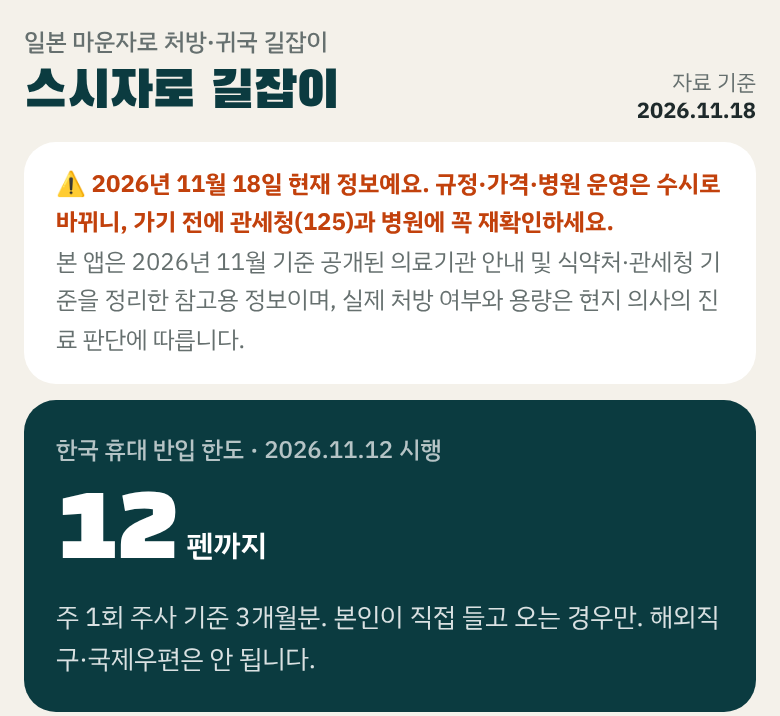 일본 마운자로 처방·귀국 길잡이
스시자로 길잡이
자료 기준
2026.11.18
⚠️ 2026년 11월 18일 현재 정보예요. 규정·가격·병원 운영은 수시로
바뀌니, 가기 전에 관세청(125)과 병원에 꼭 재확인하세요.
본 앱은 2026년 11월 기준 공개된 의료기관 안내 및 식약처·관세청 기
준을 정리한 참고용 정보이며, 실제 처방 여부와 용량은 현지 의사의 진
료 판단에 따릅니다.
한국 휴대 반입 한도 · 2026.11.12 시행
12 펜까지
주 1회 주사 기준 3개월분. 본인이 직접 들고 오는 경우만. 해외직
구·국제우편은 안 됩니다.